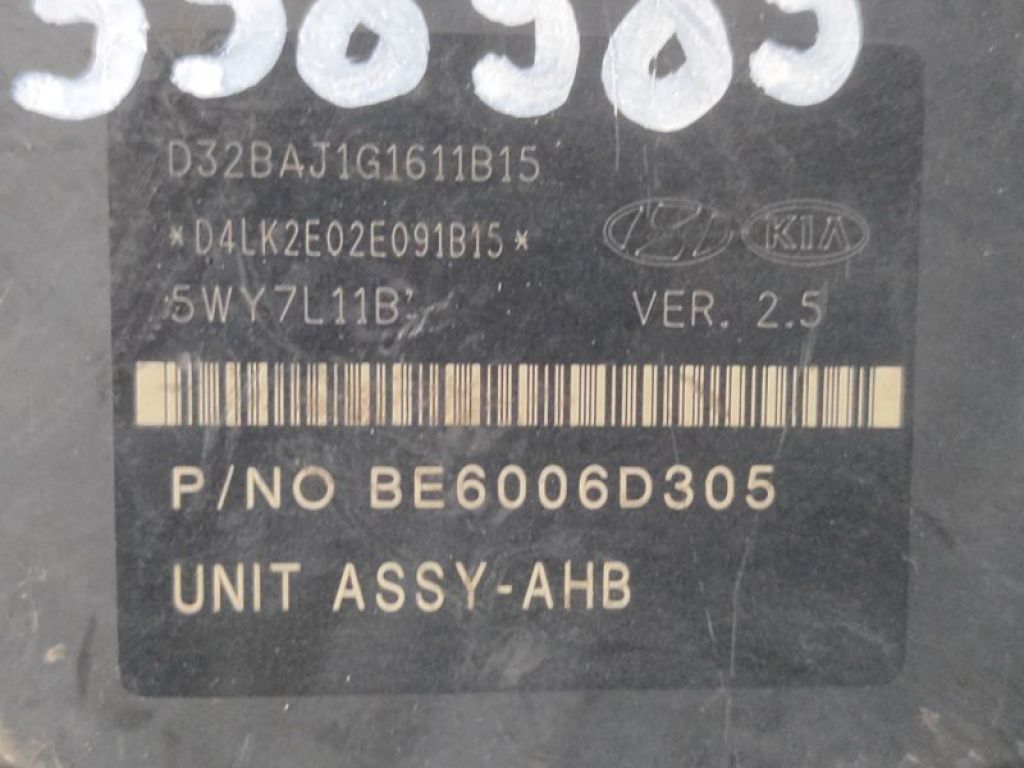 D32BAJ1G1611B15
*D4LK2E02E091B15*
KIA
5WY7L11B
VER. 2.5
P/NO BE6006D305
UNIT ASSY-AHB